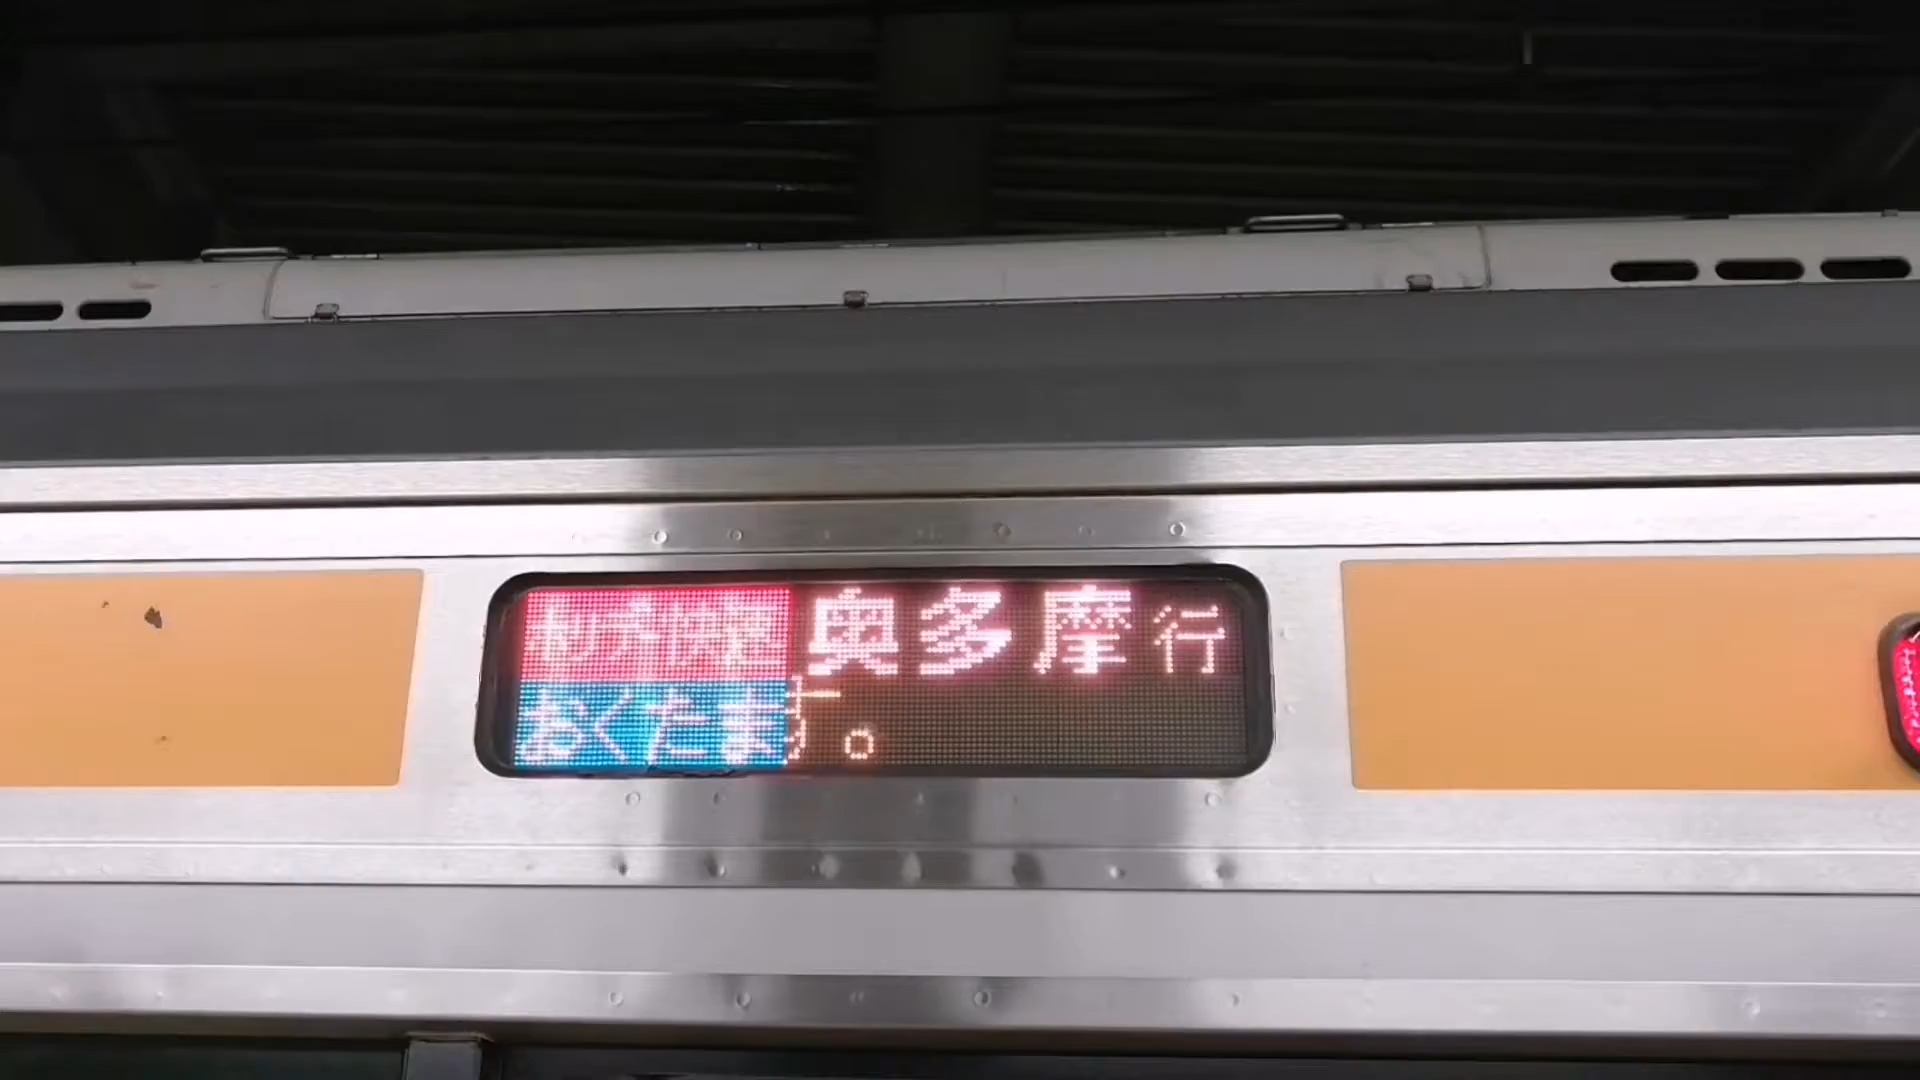 ホリデー快速 奥多摩行
おくたま す。